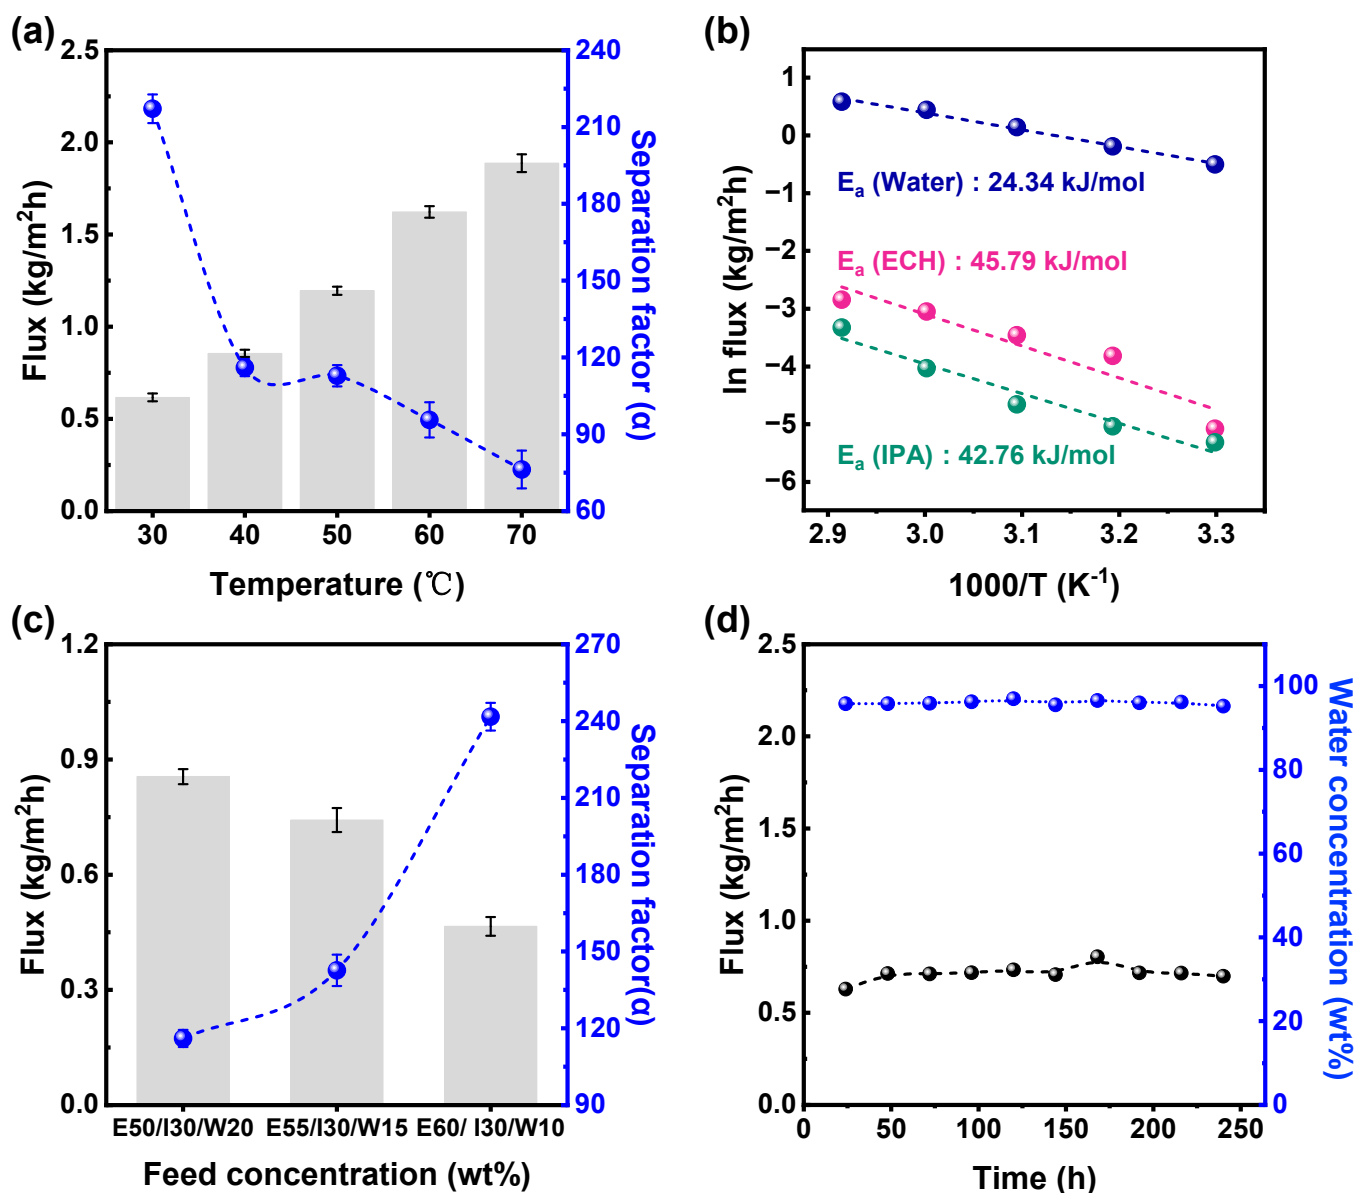 (a)
2.5
2.0
1.5
1.0
0.5
0.0
Flux (kg/m²h)
240
210
180
150
120
90
60
Separation factor (α)
30 40 50 60 70
Temperature (℃)
(b)
1
0
−1
−2
−3
−4
−5
−6
ln flux (kg/m²h)
Eₐ (Water) : 24.34 kJ/mol
Eₐ (ECH) : 45.79 kJ/mol
Eₐ (IPA) : 42.76 kJ/mol
2.9 3.0 3.1 3.2 3.3
1000/T (K⁻¹)
(c)
1.2
0.9
0.6
0.3
0.0
Flux (kg/m²h)
270
240
210
180
150
120
90
Separation factor(α)
E50/I30/W20 E55/I30/W15 E60/ I30/W10
Feed concentration (wt%)
(d)
2.5
2.0
1.5
1.0
0.5
0.0
Flux (kg/m²h)
100
80
60
40
20
0
Water concentration (wt%)
0 50 100 150 200 250
Time (h)